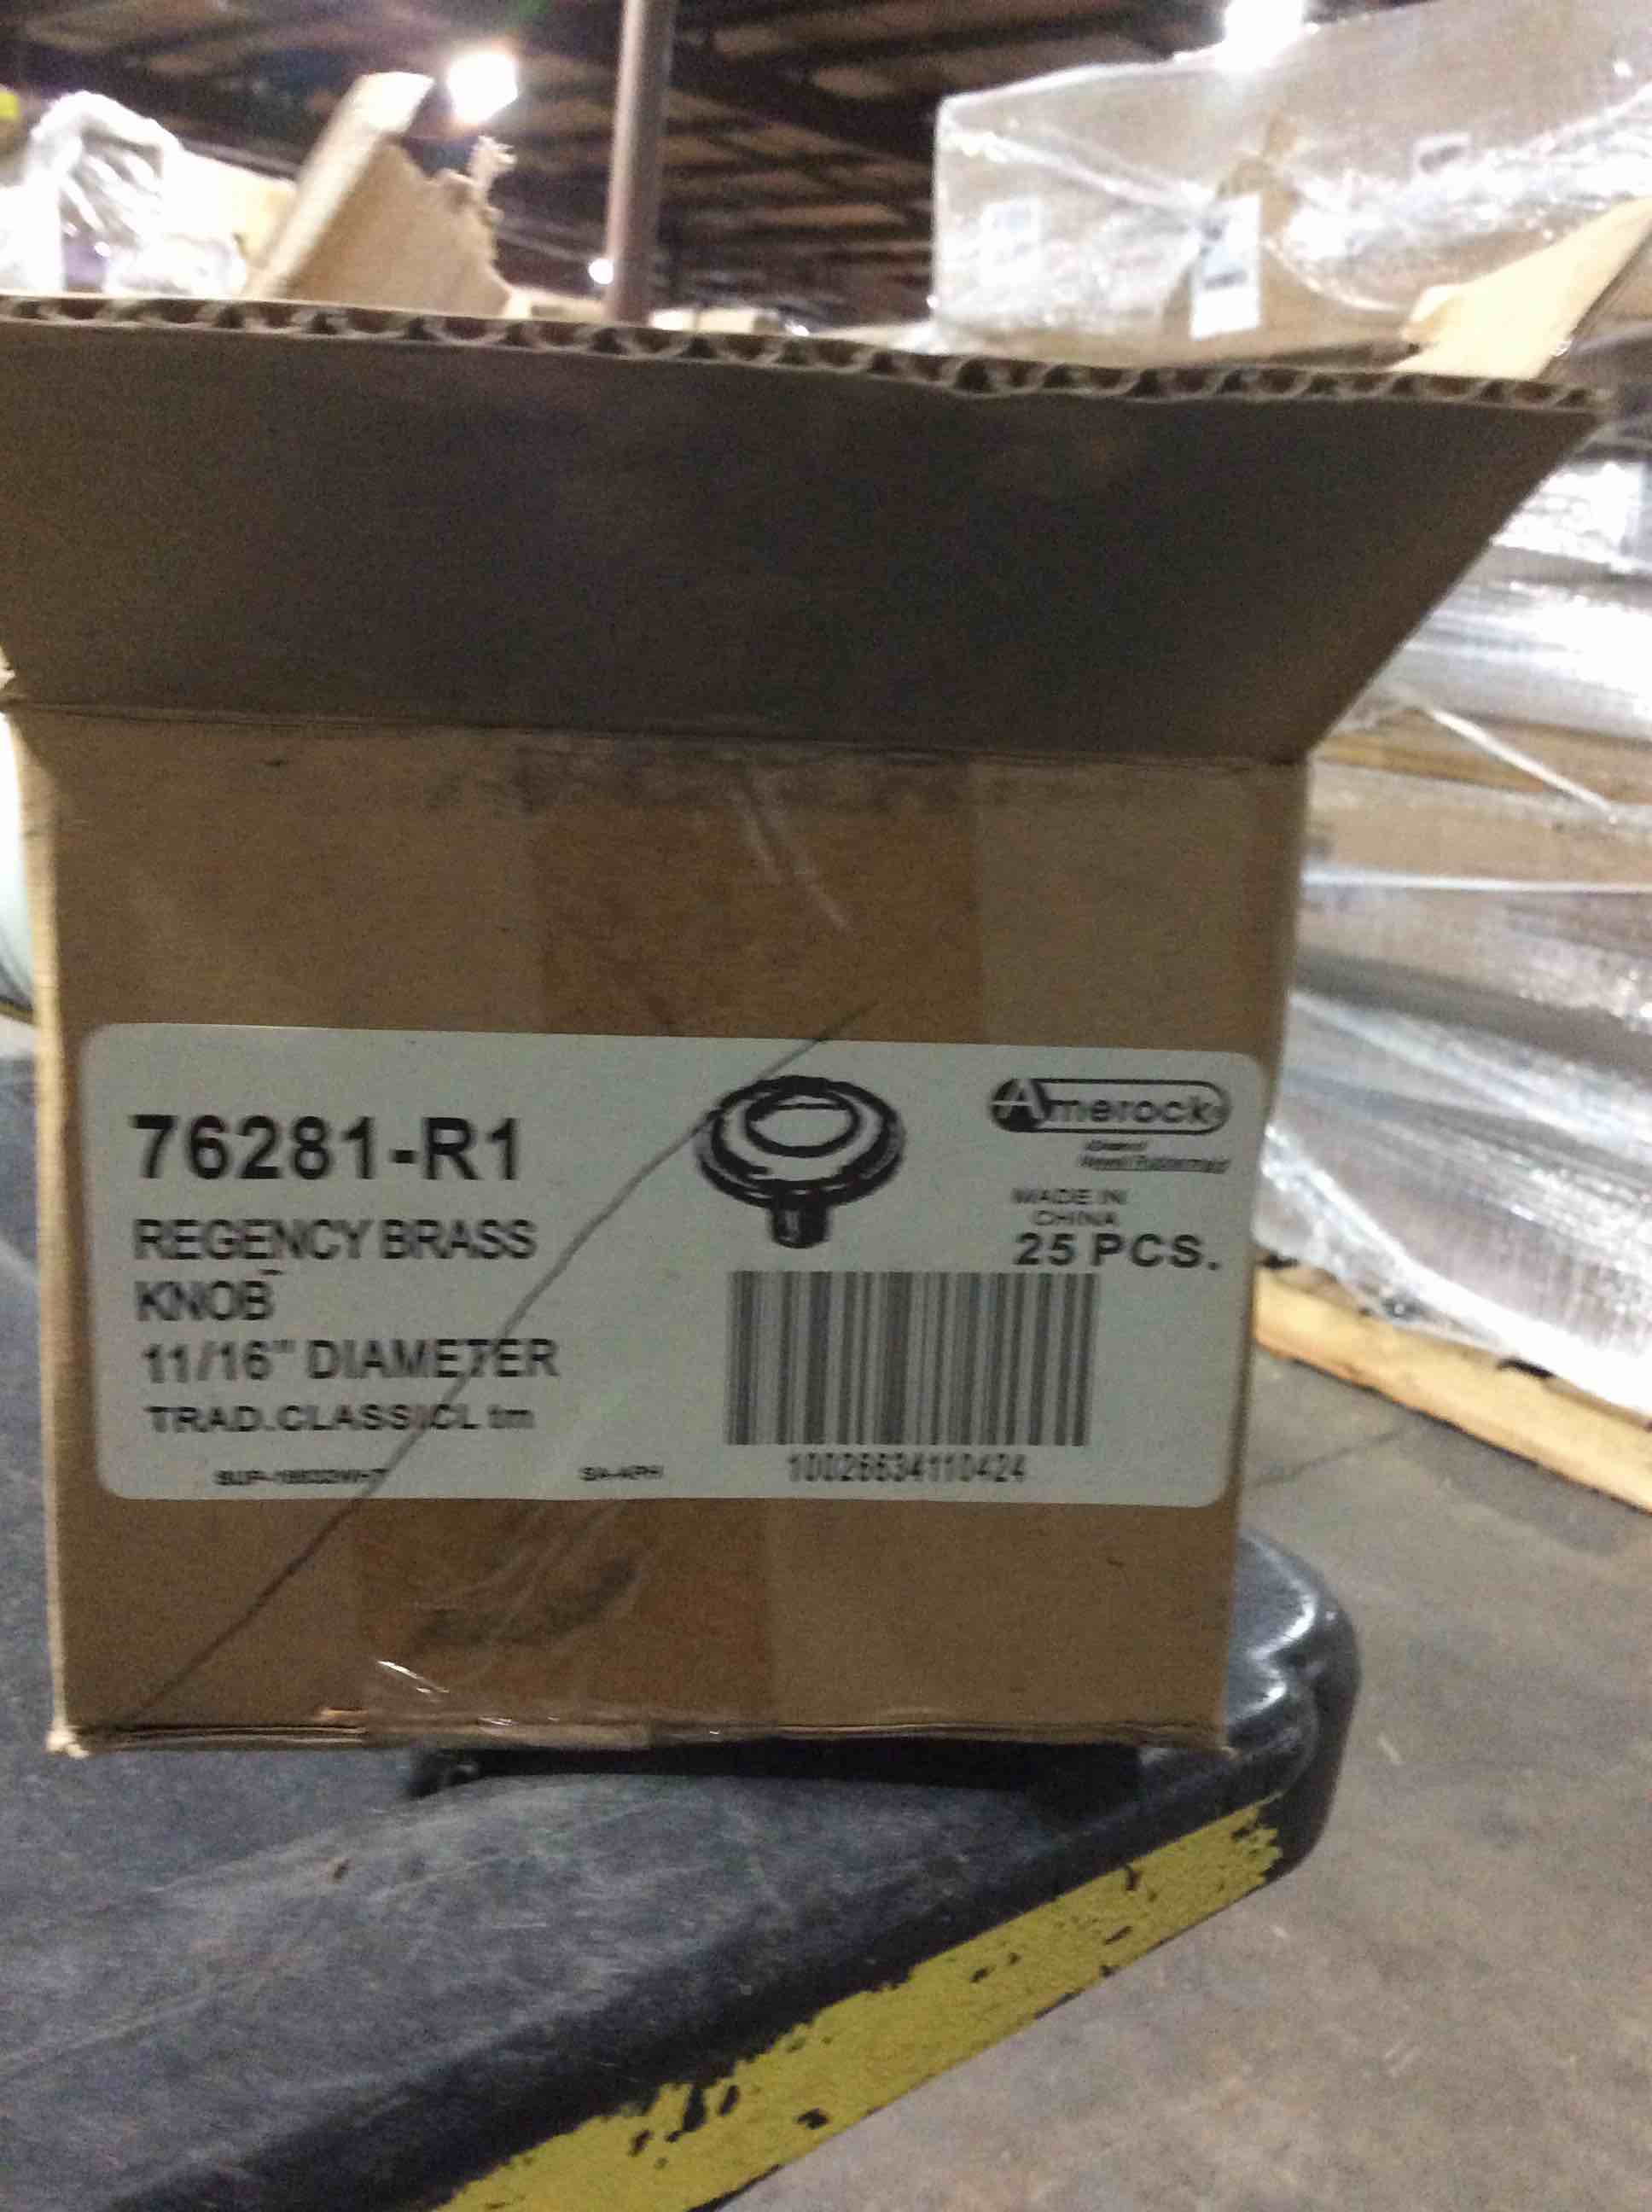 76281-R1
REGENCY BRASS
KNOB
11/16" DIAMETER
TRAD.CLASSICL tm
Amerock
MADE IN
CHINA
25 PCS.
10026634110424